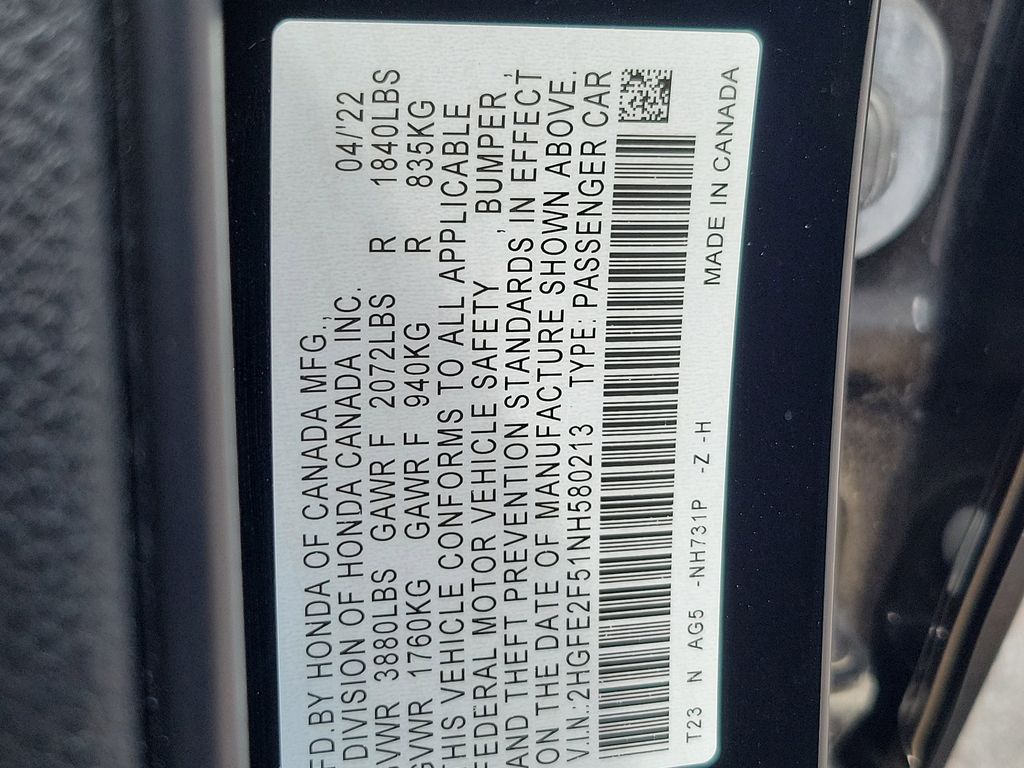 FD.BY HONDA OF CANADA MFG.,
DIVISION OF HONDA CANADA INC. 04/'22
GVWR 3880LBS GAWR F 2072LBS R 1840LBS
GVWR 1760KG GAWR F 940KG R 835KG
THIS VEHICLE CONFORMS TO ALL APPLICABLE
FEDERAL MOTOR VEHICLE SAFETY , BUMPER ,
AND THEFT PREVENTION STANDARDS IN EFFECT
ON THE DATE OF MANUFACTURE SHOWN ABOVE.
V.I.N.:2HGFE2F51NH580213 TYPE: PASSENGER CAR
T23 N AG5 -NH731P -Z -H MADE IN CANADA